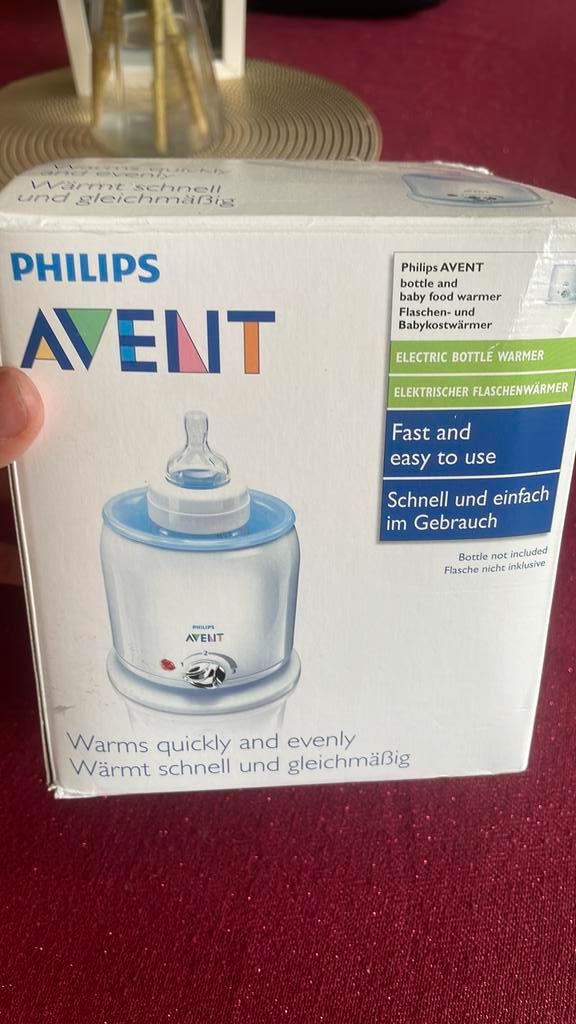 Warms quickly
and evenly
Wärmt schnell
und gleichmäßig
PHILIPS
AVENT
Philips AVENT
bottle and
baby food warmer
Flaschen- und
Babykostwärmer
ELECTRIC BOTTLE WARMER
ELEKTRISCHER FLASCHENWÄRMER
Fast and
easy to use
Schnell und einfach
im Gebrauch
Bottle not included
Flasche nicht inklusive
PHILIPS
AVENT
2
Warms quickly and evenly
Wärmt schnell und gleichmäßig